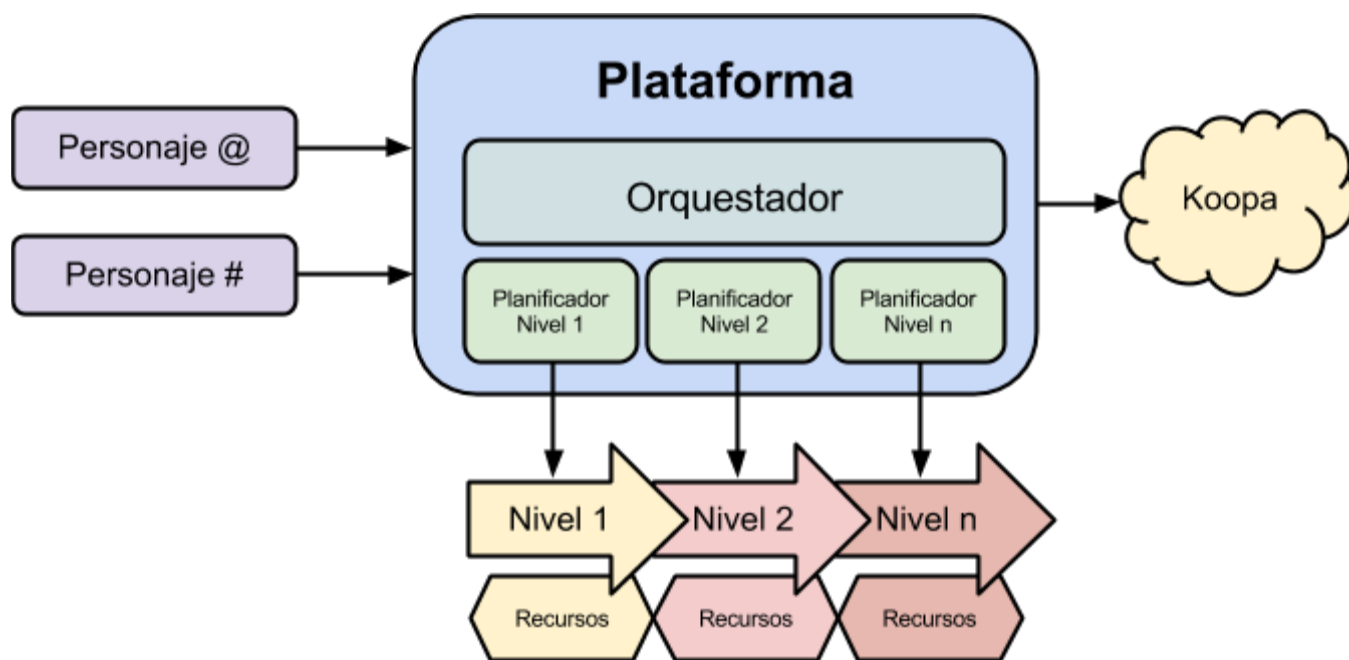 Plataforma
Personaje @
Orquestador
Koopa
Personaje #
Planificador
Nivel 1
Planificador
Nivel 2
Planificador
Nivel n
Nivel 1
Nivel 2
Nivel n
Recursos
Recursos
Recursos